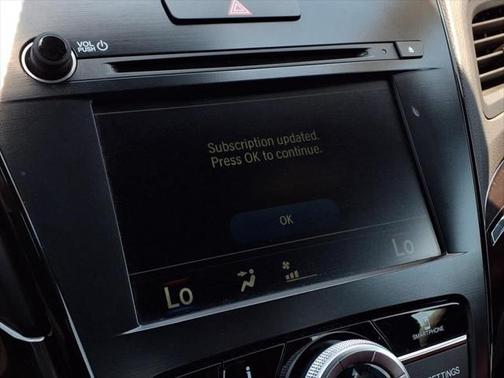 VOL
PUSH
Subscription updated.
Press OK to continue.
OK
Lo
Lo
SMARTPHONE
SETTINGS